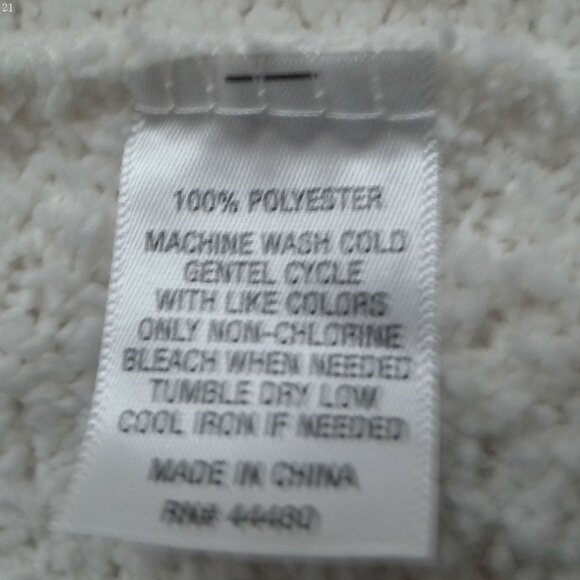 21
100% POLYESTER
MACHINE WASH COLD
GENTEL CYCLE
WITH LIKE COLORS
ONLY NON-CHLORINE
BLEACH WHEN NEEDED
TUMBLE DRY LOW
COOL IRON IF NEEDED
MADE IN CHINA
RN#